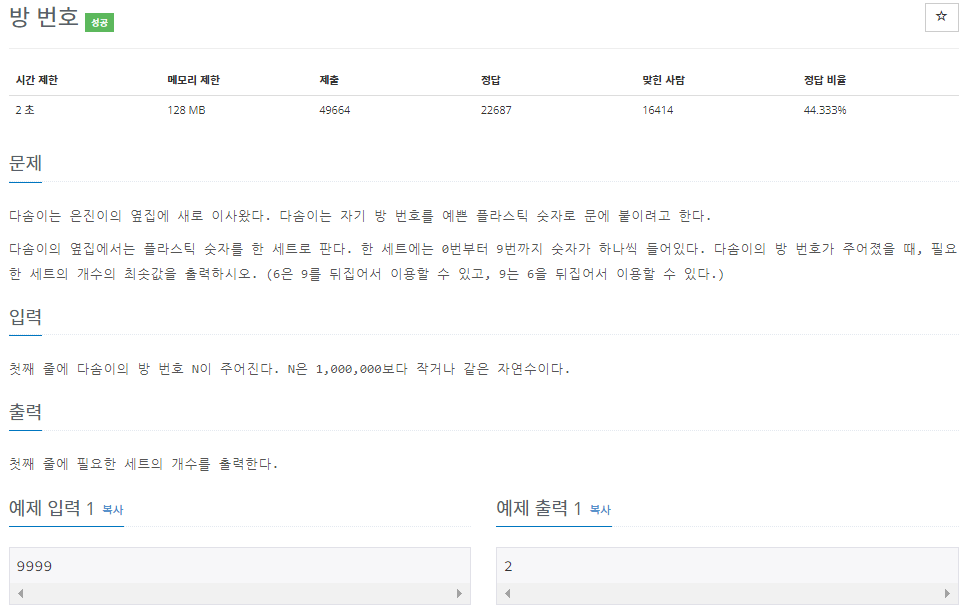 방 번호 성공
☆
시간 제한 메모리 제한 제출 정답 맞힌 사람 정답 비율
2 초 128 MB 49664 22687 16414 44.333%
문제
다솜이는 은진이의 옆집에 새로 이사왔다. 다솜이는 자기 방 번호를 예쁜 플라스틱 숫자로 문에 붙이려고 한다.
다솜이의 옆집에서는 플라스틱 숫자를 한 세트로 판다. 한 세트에는 0번부터 9번까지 숫자가 하나씩 들어있다. 다솜이의 방 번호가 주어졌을 때, 필요
한 세트의 개수의 최솟값을 출력하시오. (6은 9를 뒤집어서 이용할 수 있고, 9는 6을 뒤집어서 이용할 수 있다.)
입력
첫째 줄에 다솜이의 방 번호 N이 주어진다. N은 1,000,000보다 작거나 같은 자연수이다.
출력
첫째 줄에 필요한 세트의 개수를 출력한다.
예제 입력 1 복사
9999
예제 출력 1 복사
2